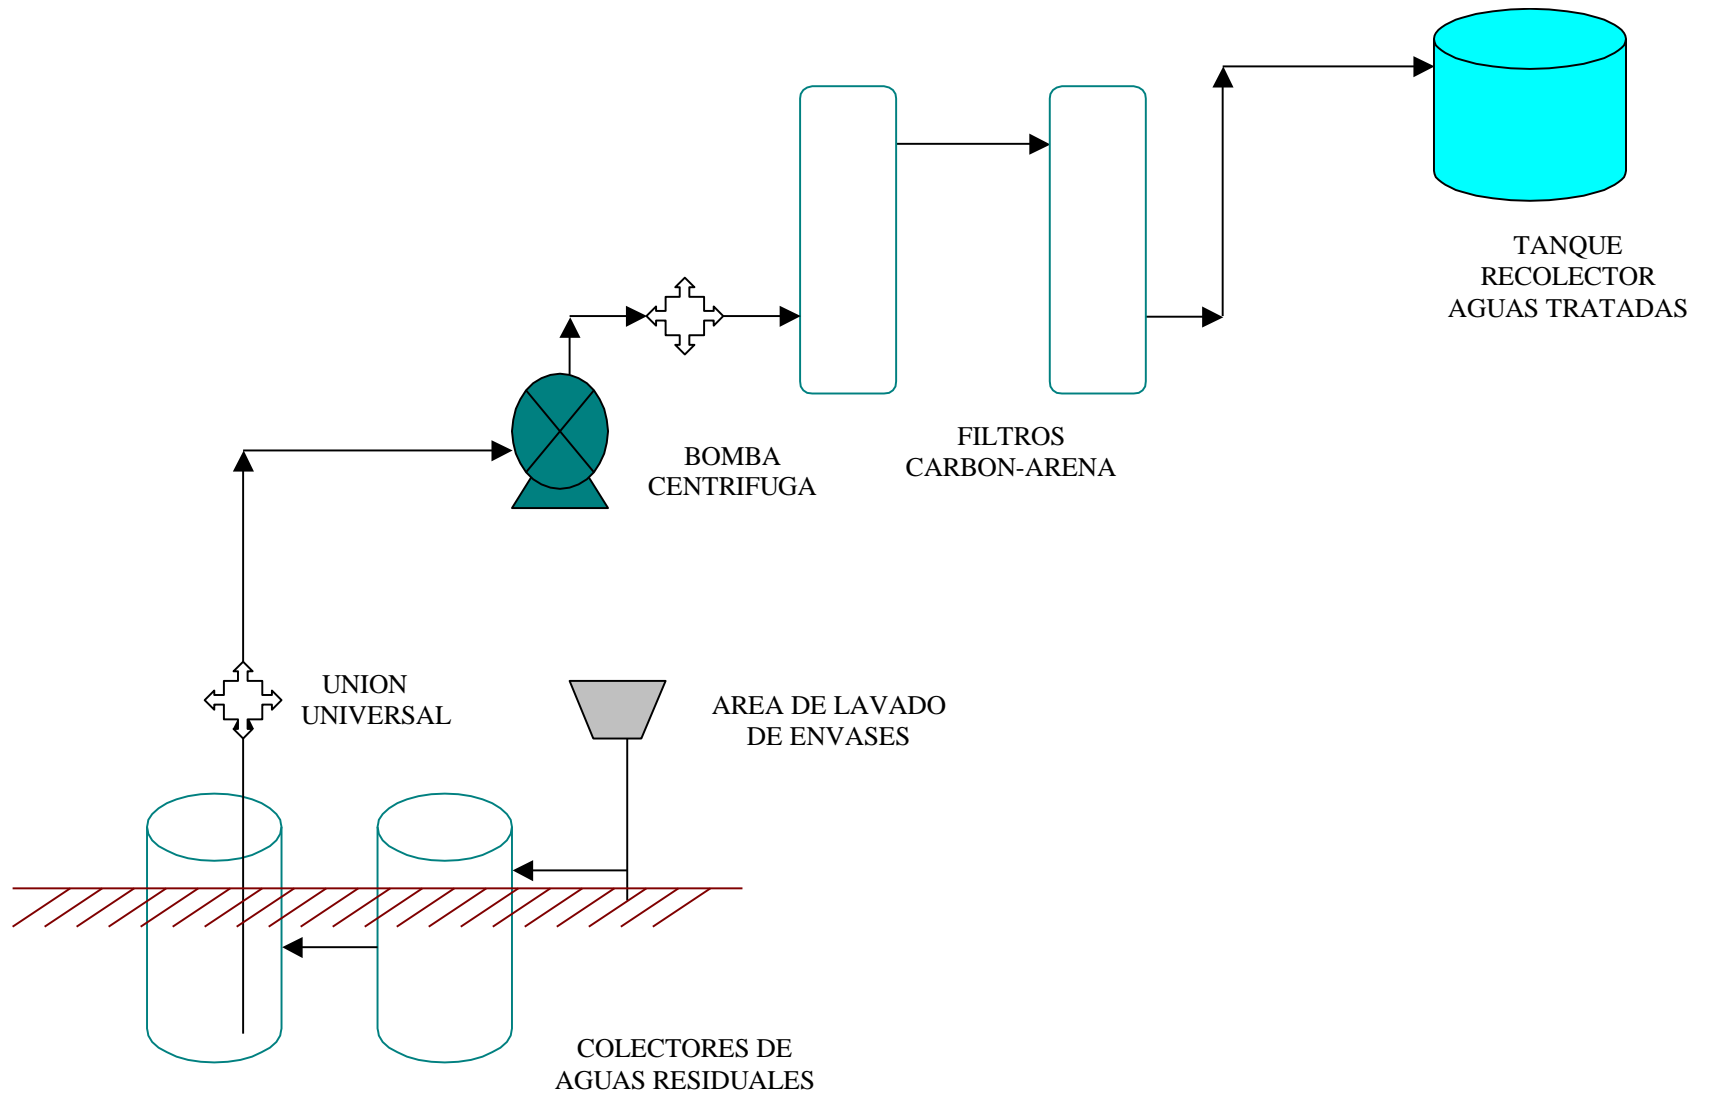 TANQUE
RECOLECTOR
AGUAS TRATADAS
FILTROS
CARBON-ARENA
BOMBA
CENTRIFUGA
UNION
UNIVERSAL
AREA DE LAVADO
DE ENVASES
COLECTORES DE
AGUAS RESIDUALES